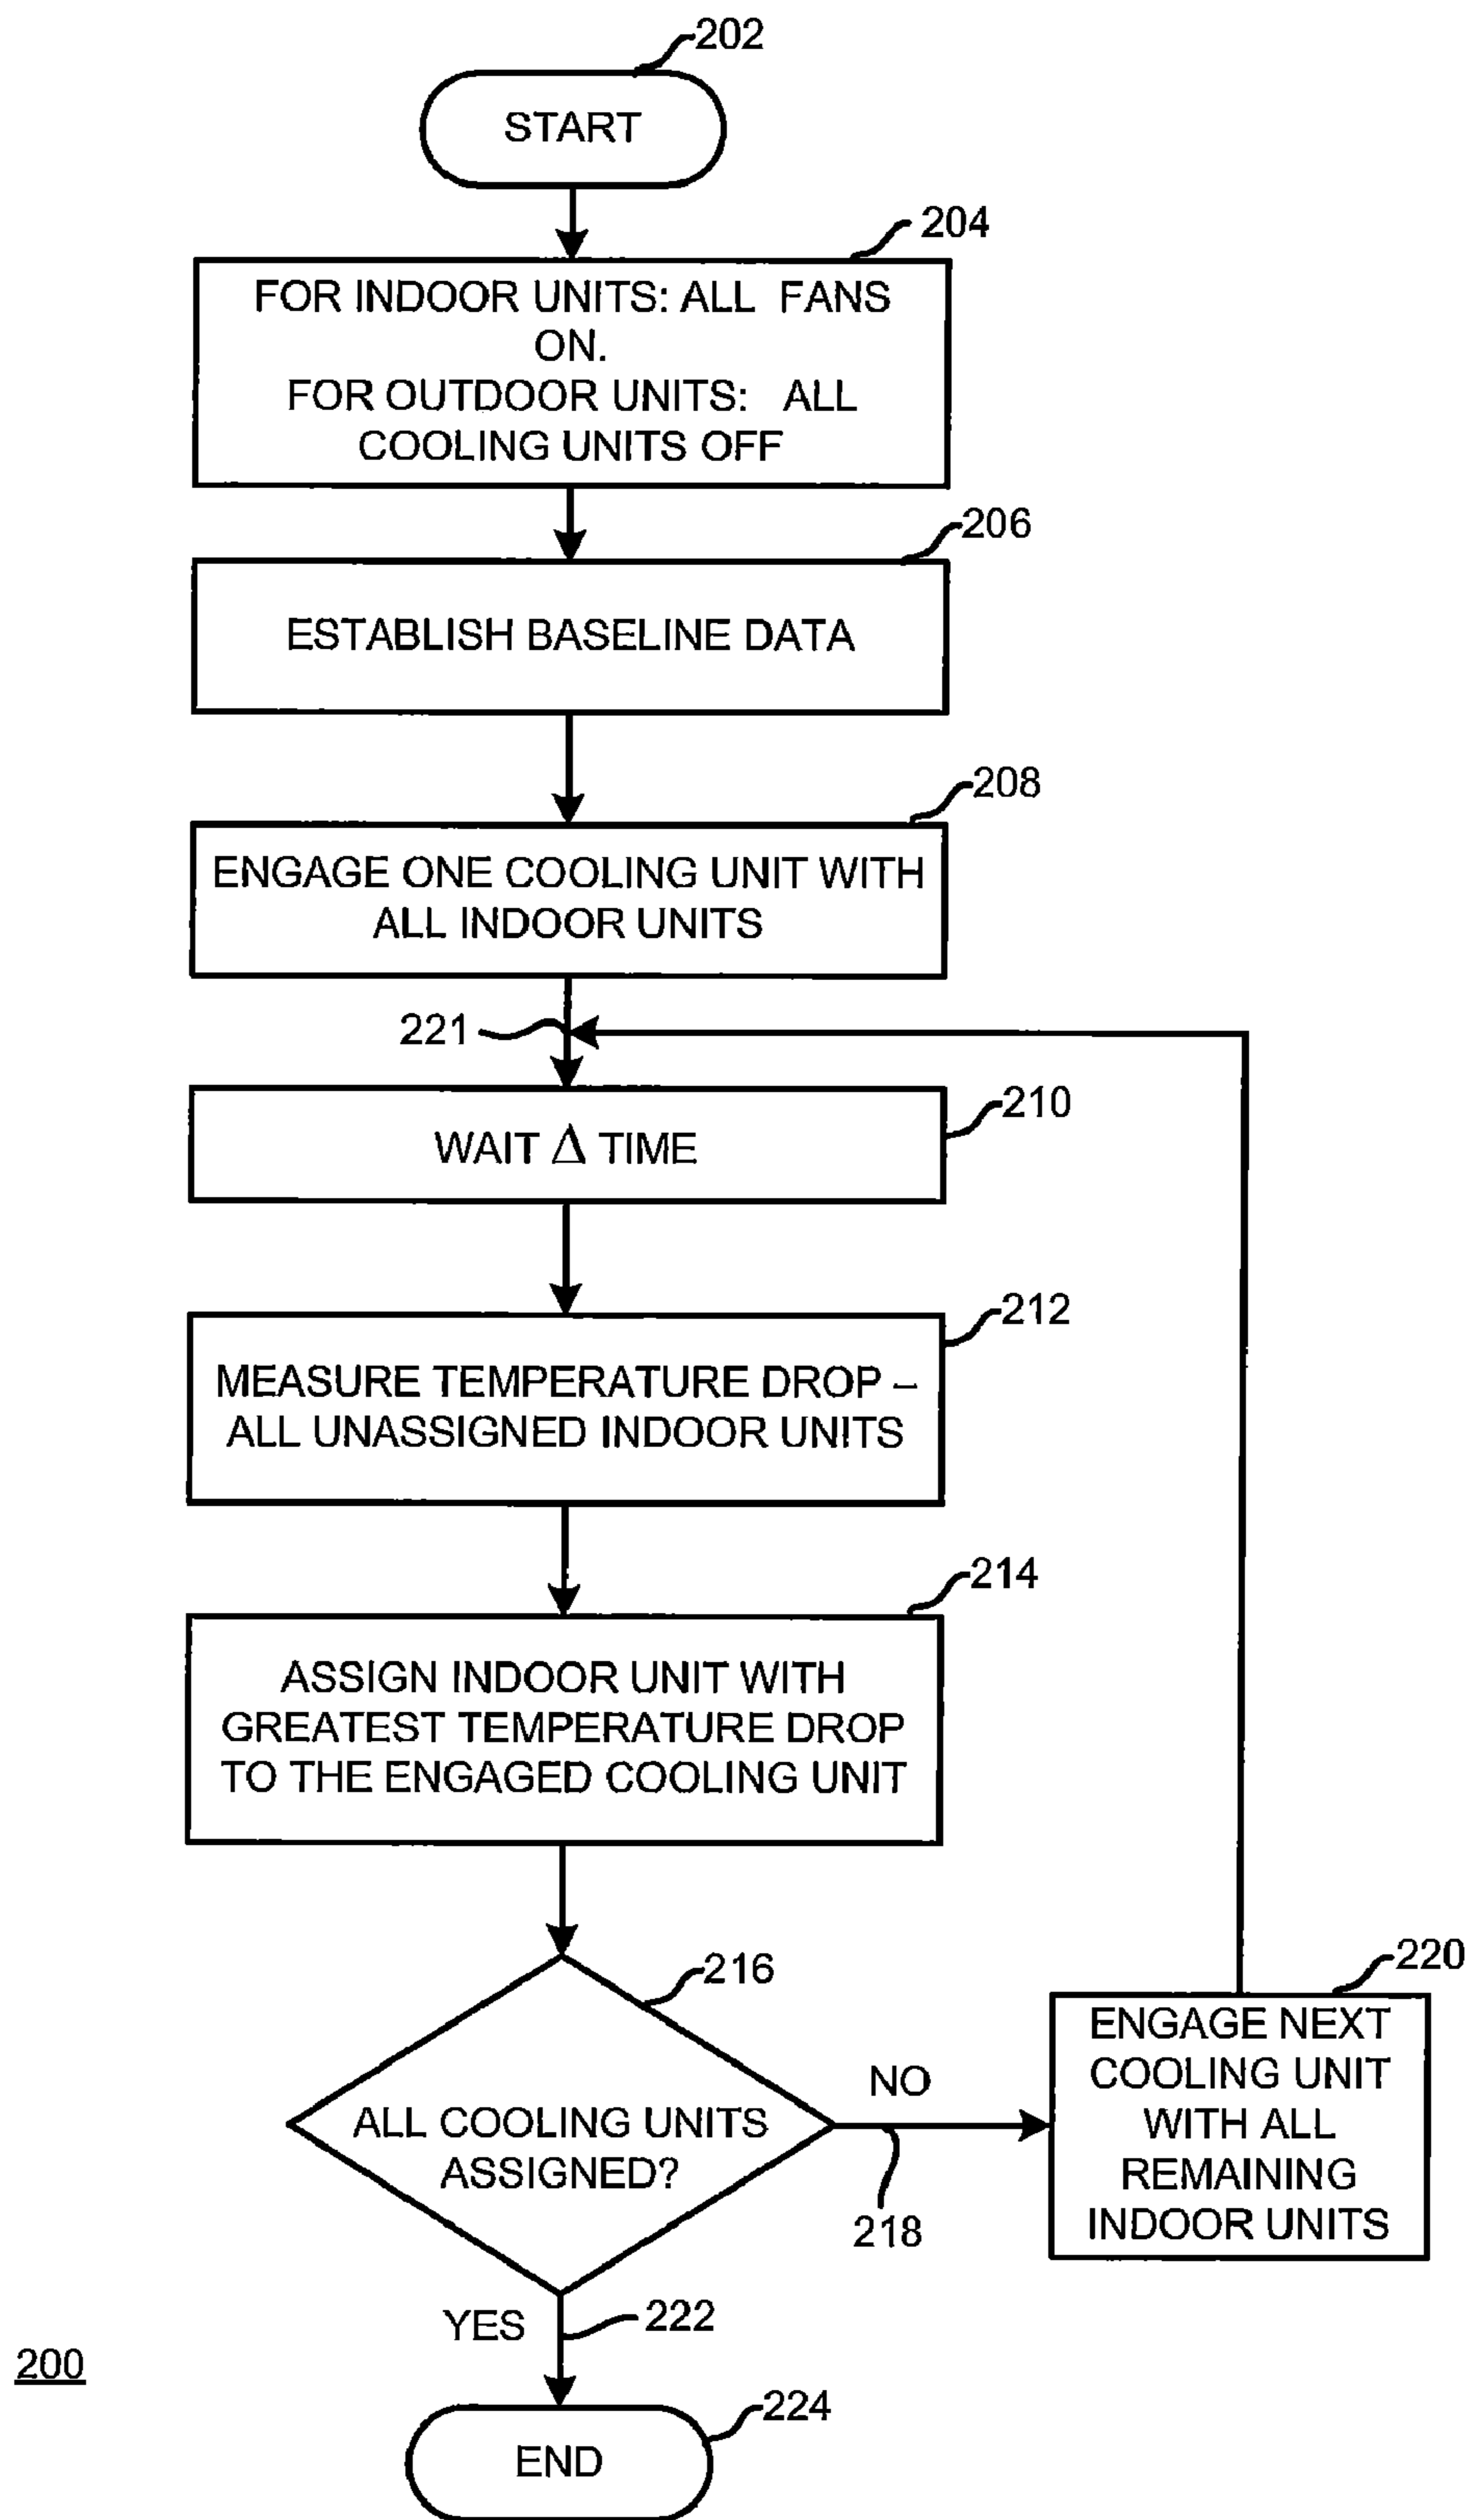 202
START
204
FOR INDOOR UNITS: ALL FANS
ON.
FOR OUTDOOR UNITS: ALL
COOLING UNITS OFF
206
ESTABLISH BASELINE DATA
208
ENGAGE ONE COOLING UNIT WITH
ALL INDOOR UNITS
221
210
WAIT Δ TIME
212
MEASURE TEMPERATURE DROP –
ALL UNASSIGNED INDOOR UNITS
214
ASSIGN INDOOR UNIT WITH
GREATEST TEMPERATURE DROP
TO THE ENGAGED COOLING UNIT
216
ALL COOLING UNITS
ASSIGNED?
NO
218
220
ENGAGE NEXT
COOLING UNIT
WITH ALL
REMAINING
INDOOR UNITS
YES
222
200
224
END